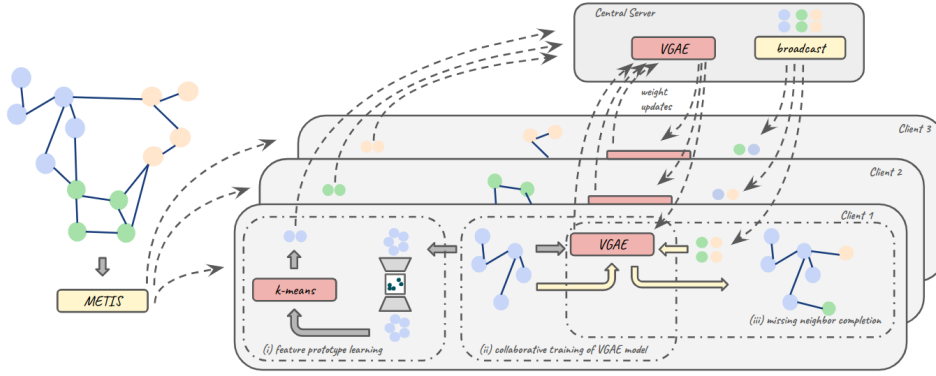 Central Server
VGAE
broadcast
weight
updates
Client 3
Client 2
Client 1
METIS
k-means
VGAE
(i) feature prototype learning
(ii) collaborative training of VGAE model
(iii) missing neighbor completion